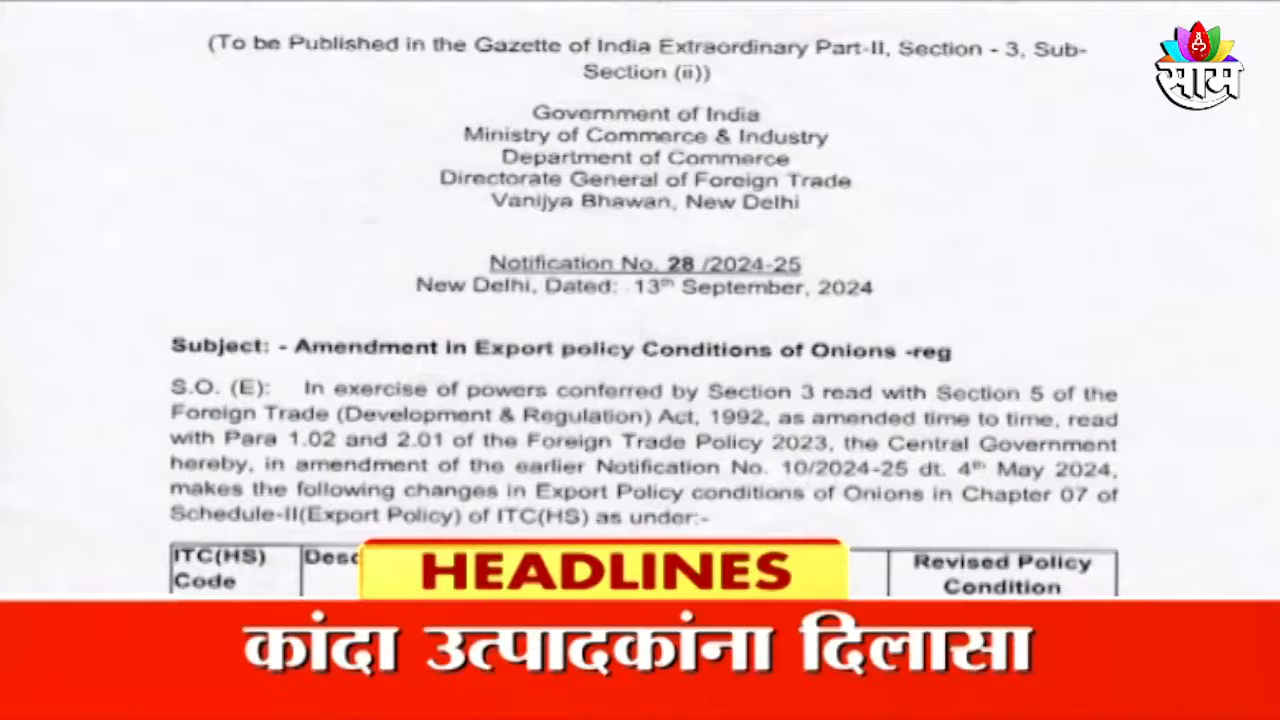 (To be Published in the Gazette of India Extraordinary Part-II, Section - 3, Sub-
Section (ii))
साम
Government of India
Ministry of Commerce & Industry
Department of Commerce
Directorate General of Foreign Trade
Vanijya Bhawan, New Delhi
Notification No. 28 /2024-25
New Delhi, Dated: 13th September, 2024
Subject: - Amendment in Export policy Conditions of Onions -reg
S.O. (E): In exercise of powers conferred by Section 3 read with Section 5 of the
Foreign Trade (Development & Regulation) Act, 1992, as amended time to time, read
with Para 1.02 and 2.01 of the Foreign Trade Policy 2023, the Central Government
hereby, in amendment of the earlier Notification No. 10/2024-25 dt. 4th May 2024,
makes the following changes in Export Policy conditions of Onions in Chapter 07 of
Schedule-II(Export Policy) of ITC(HS) as under:-
ITC(HS)
Code
Desc
Revised Policy
Condition
HEADLINES
कांदा उत्पादकांना दिलासा